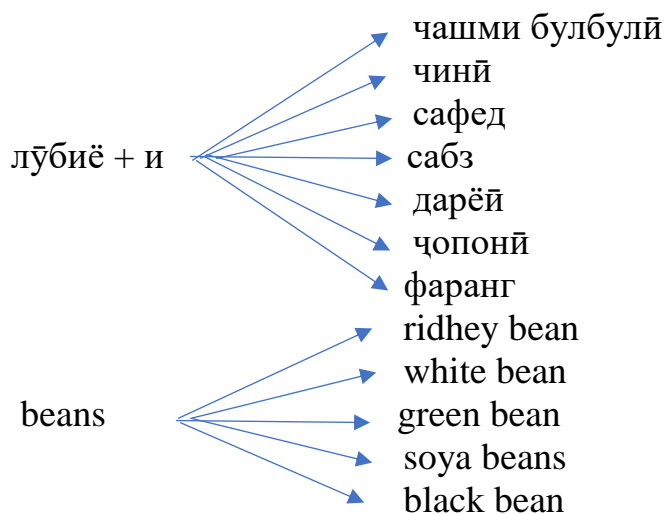 чашми булбулӣ
чинӣ
сафед
лӯбиё + и
сабз
дарёӣ
ҷопонӣ
фаранг
ridhey bean
white bean
beans
green bean
soya beans
black bean